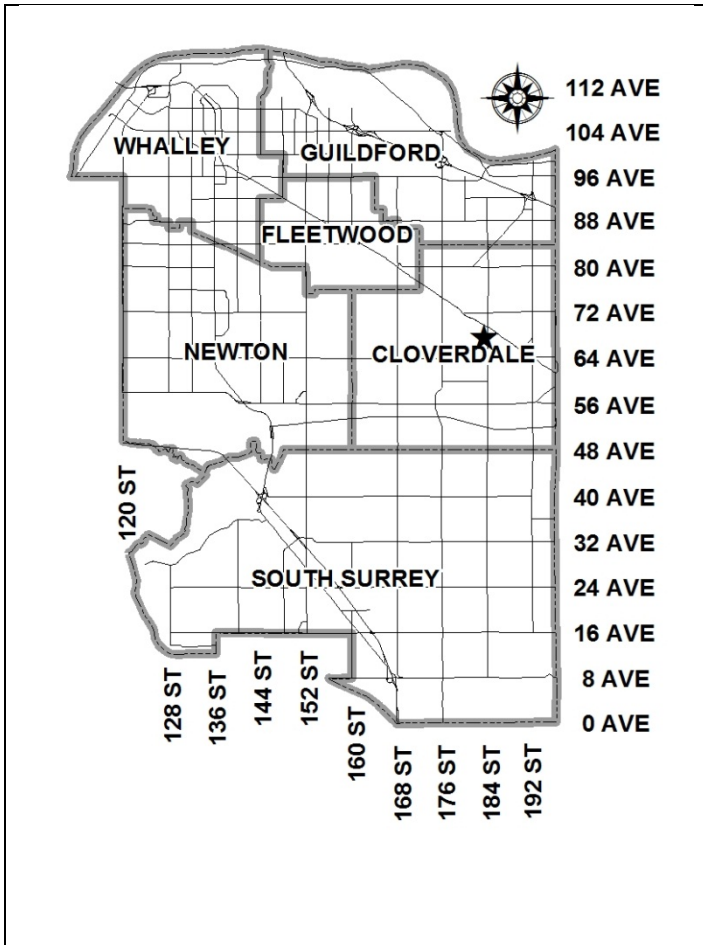 112 AVE
104 AVE
WHALLEY
GUILDFORD
96 AVE
88 AVE
FLEETWOOD
80 AVE
72 AVE
NEWTON
CLOVERDALE
64 AVE
56 AVE
48 AVE
120 ST
40 AVE
32 AVE
SOUTH SURREY
24 AVE
16 AVE
128 ST
136 ST
144 ST
152 ST
160 ST
8 AVE
0 AVE
168 ST
176 ST
184 ST
192 ST